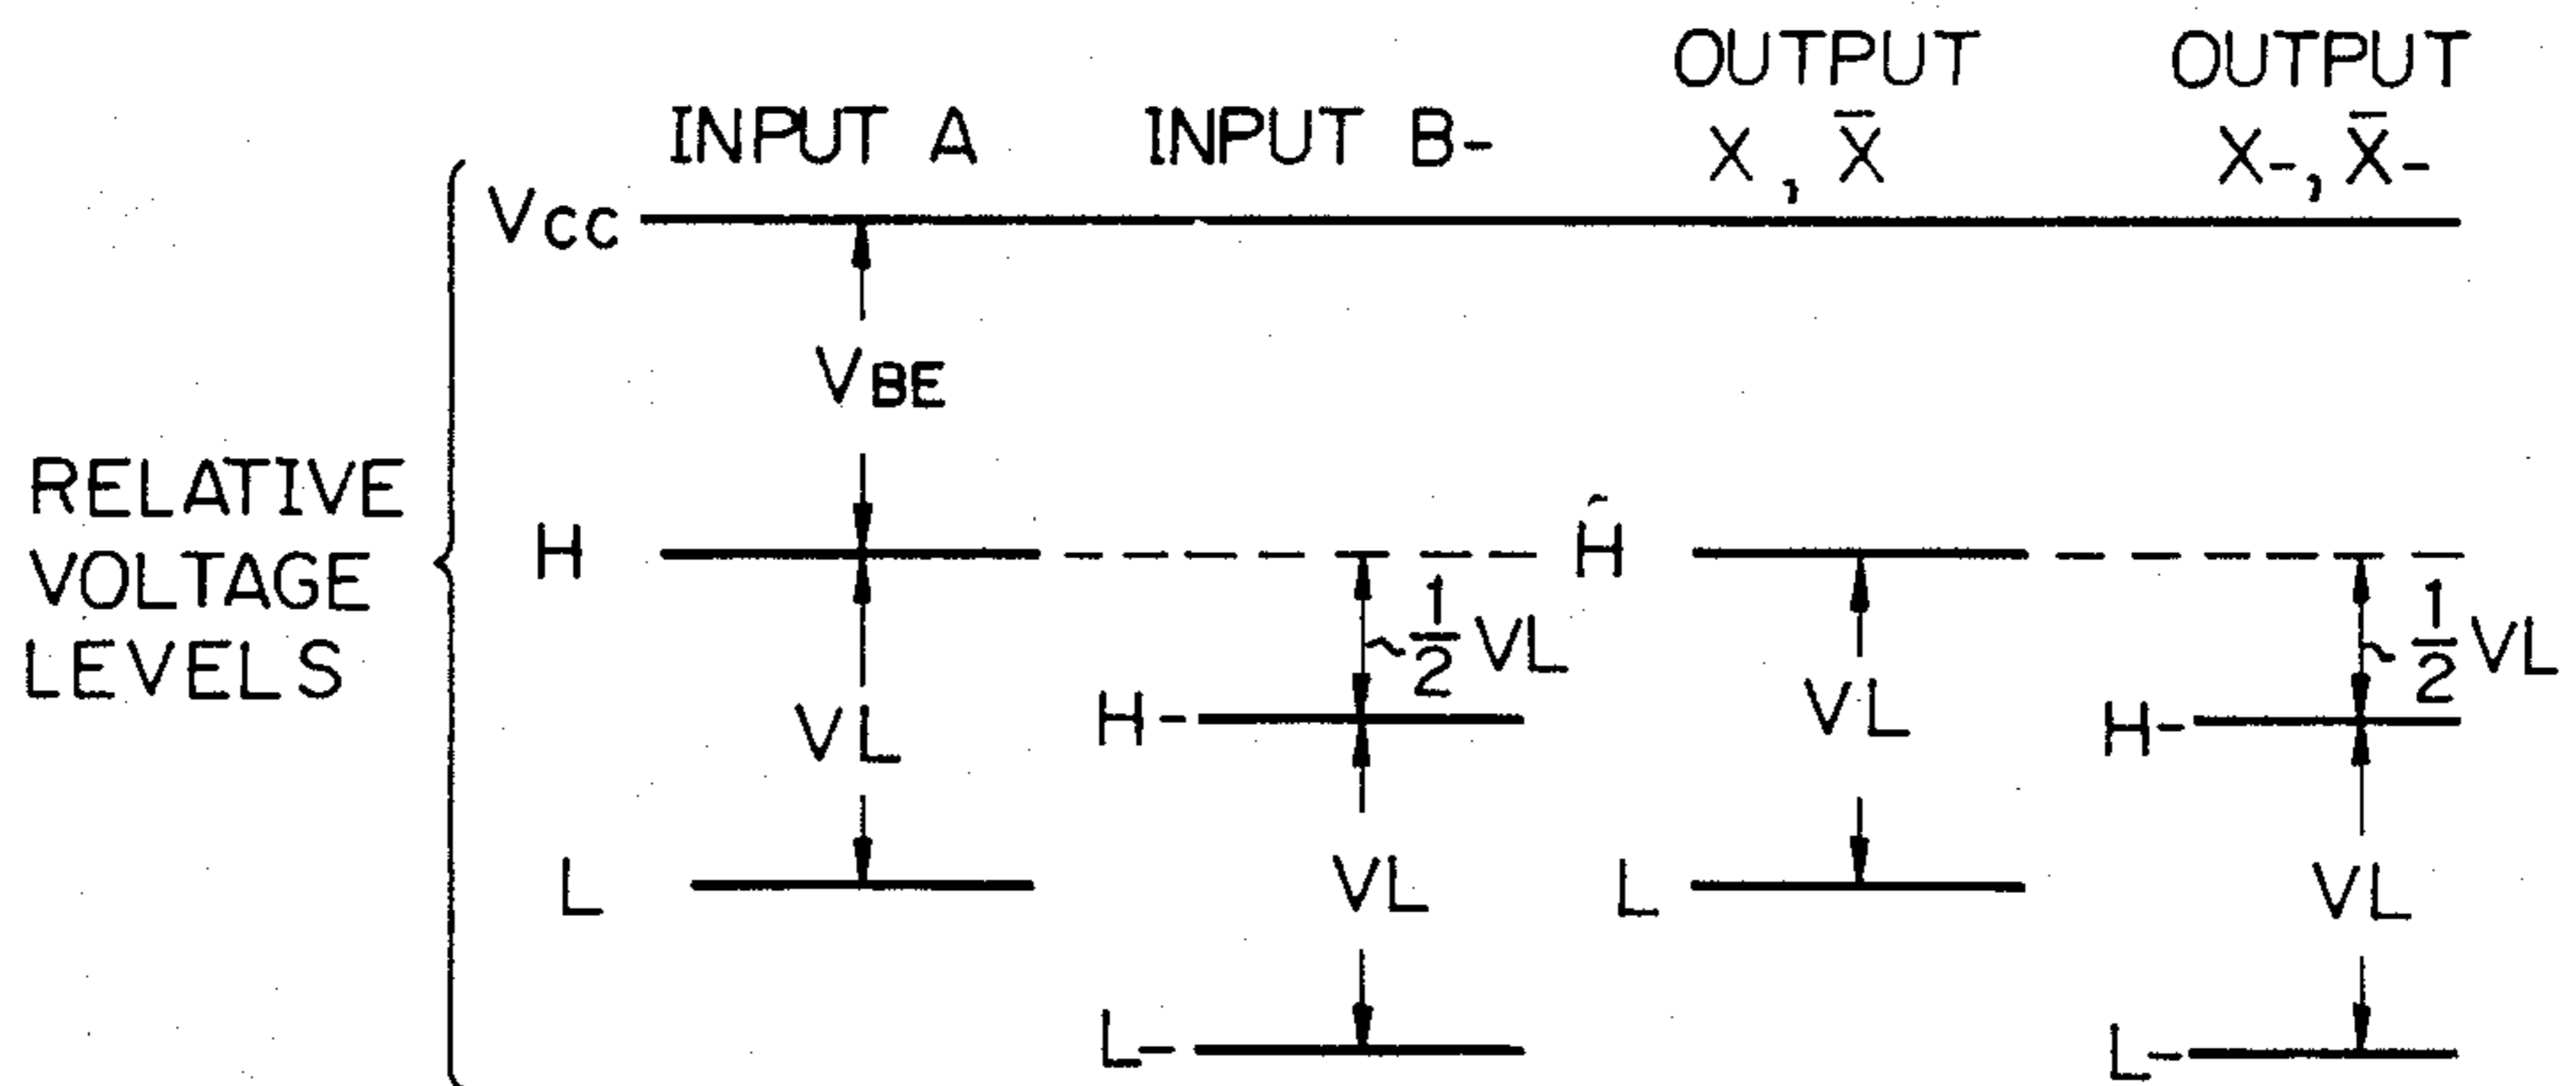 INPUT A
INPUT B-
OUTPUT
X, X̄
OUTPUT
X-, X̄-
VCC
VBE
RELATIVE
VOLTAGE
LEVELS
H
H
~1/2 VL
~1/2 VL
VL
H-
VL
H-
L
VL
L
VL
L-
L-